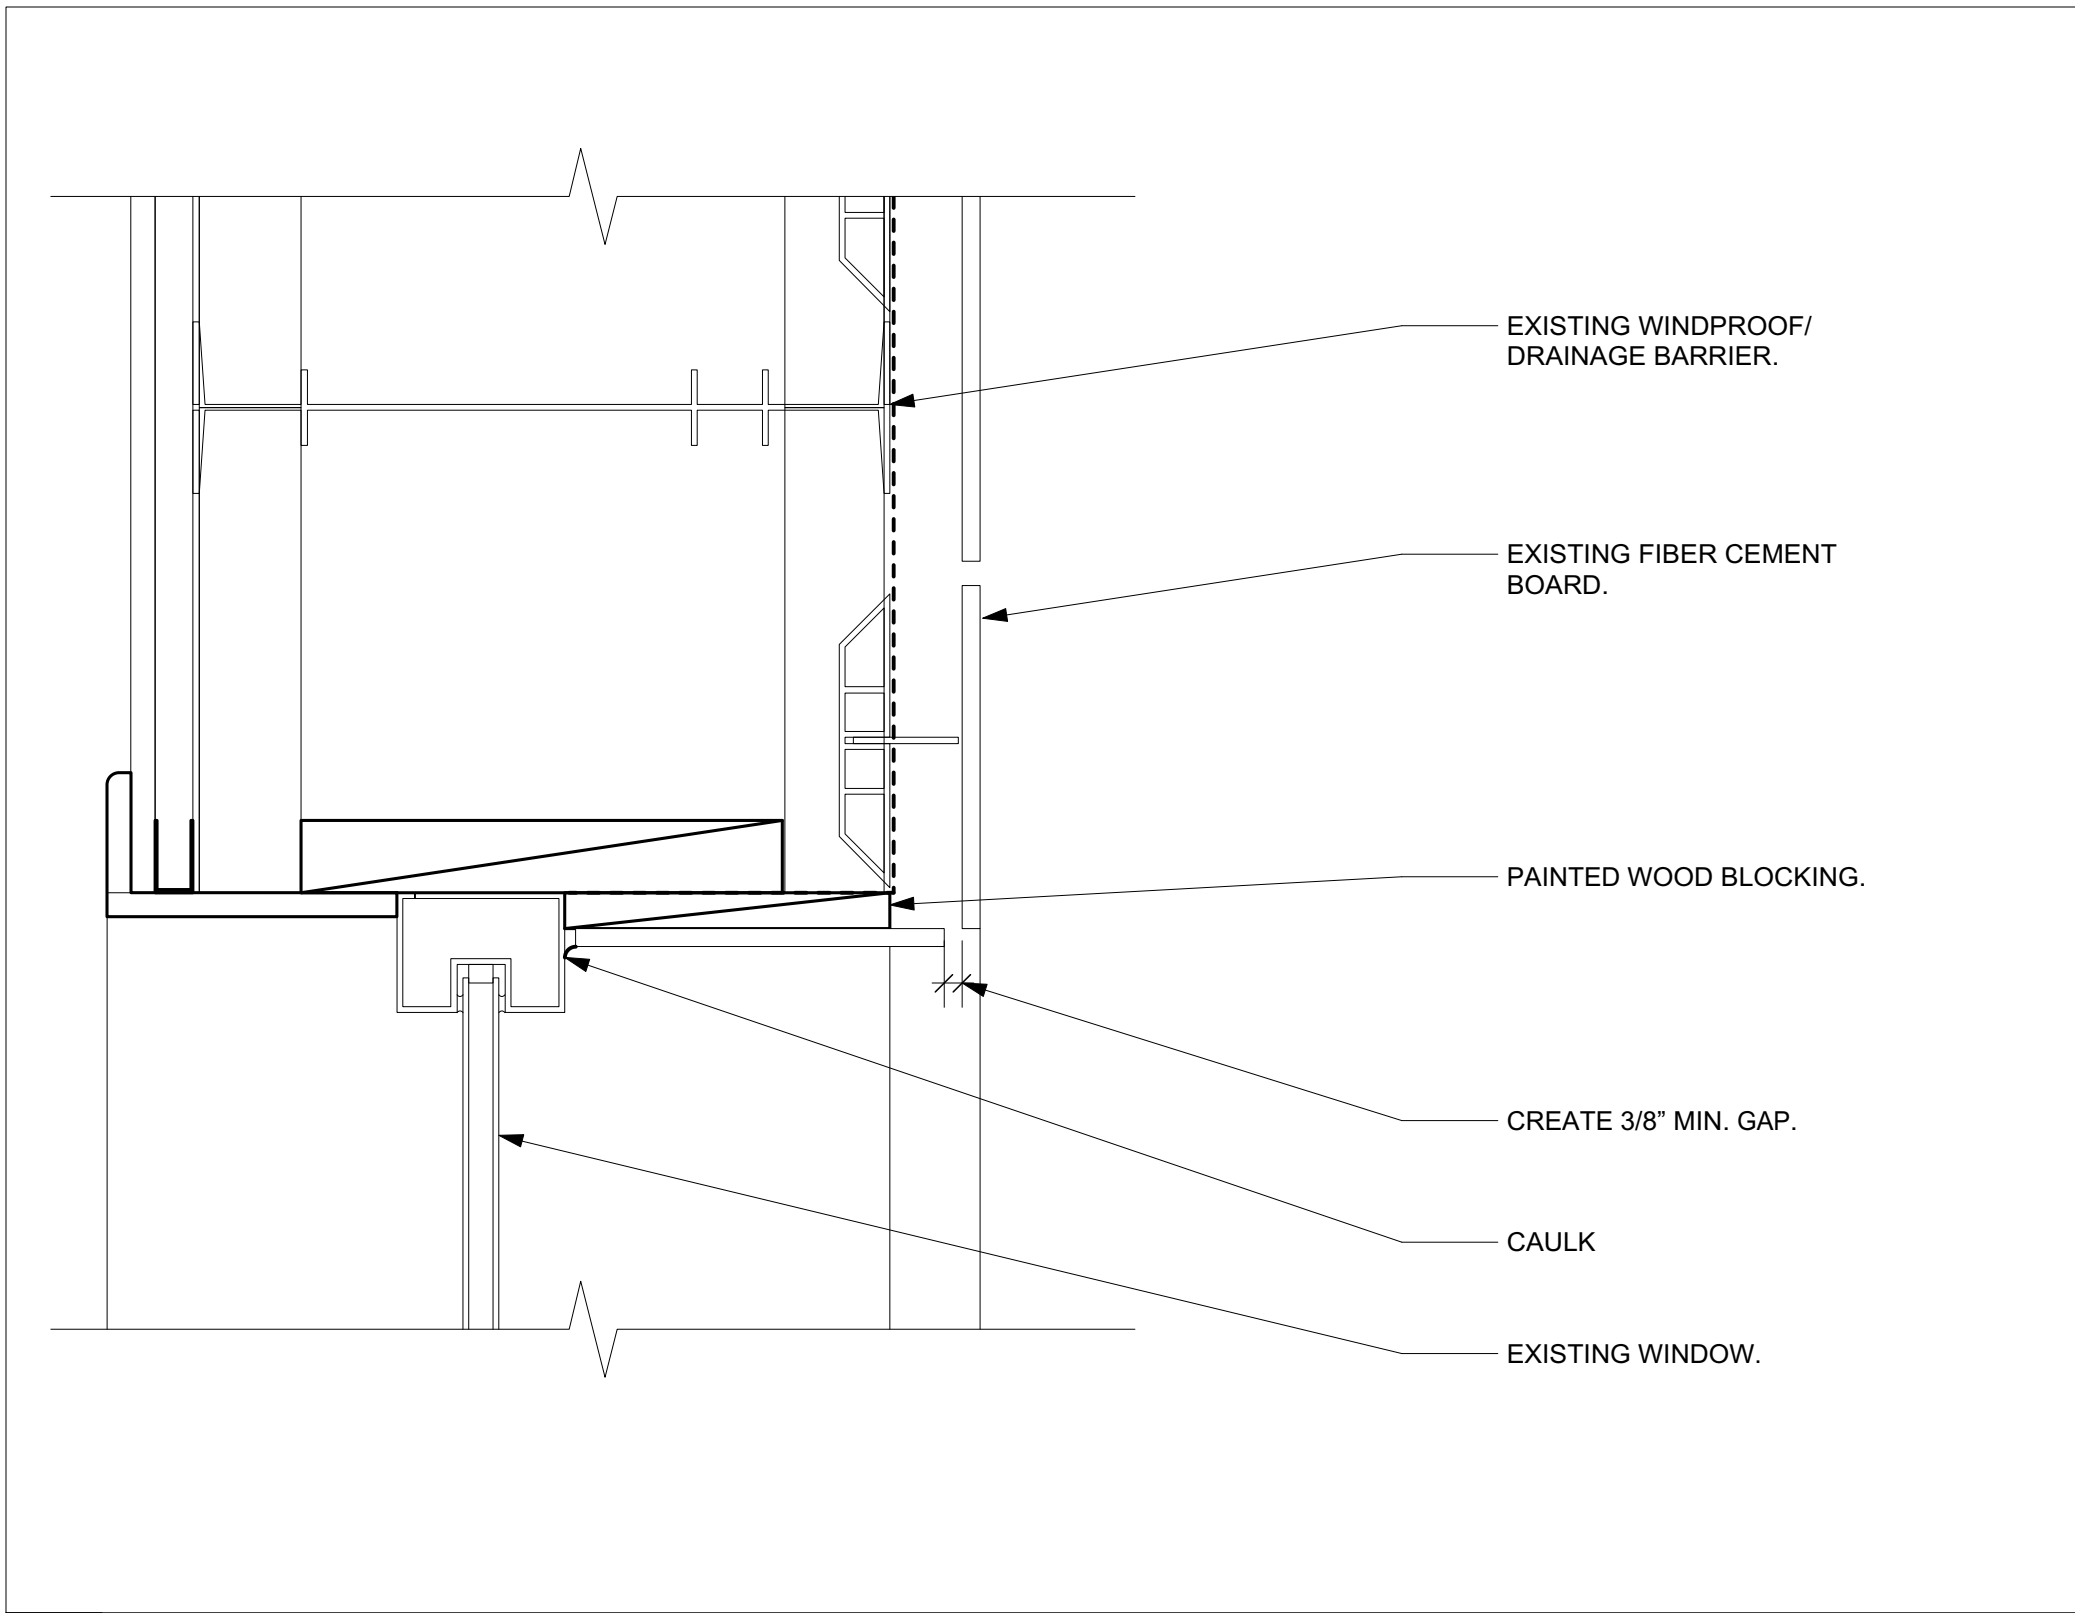 EXISTING WINDPROOF/
DRAINAGE BARRIER.
EXISTING FIBER CEMENT
BOARD.
PAINTED WOOD BLOCKING.
CREATE 3/8” MIN. GAP.
CAULK
EXISTING WINDOW.